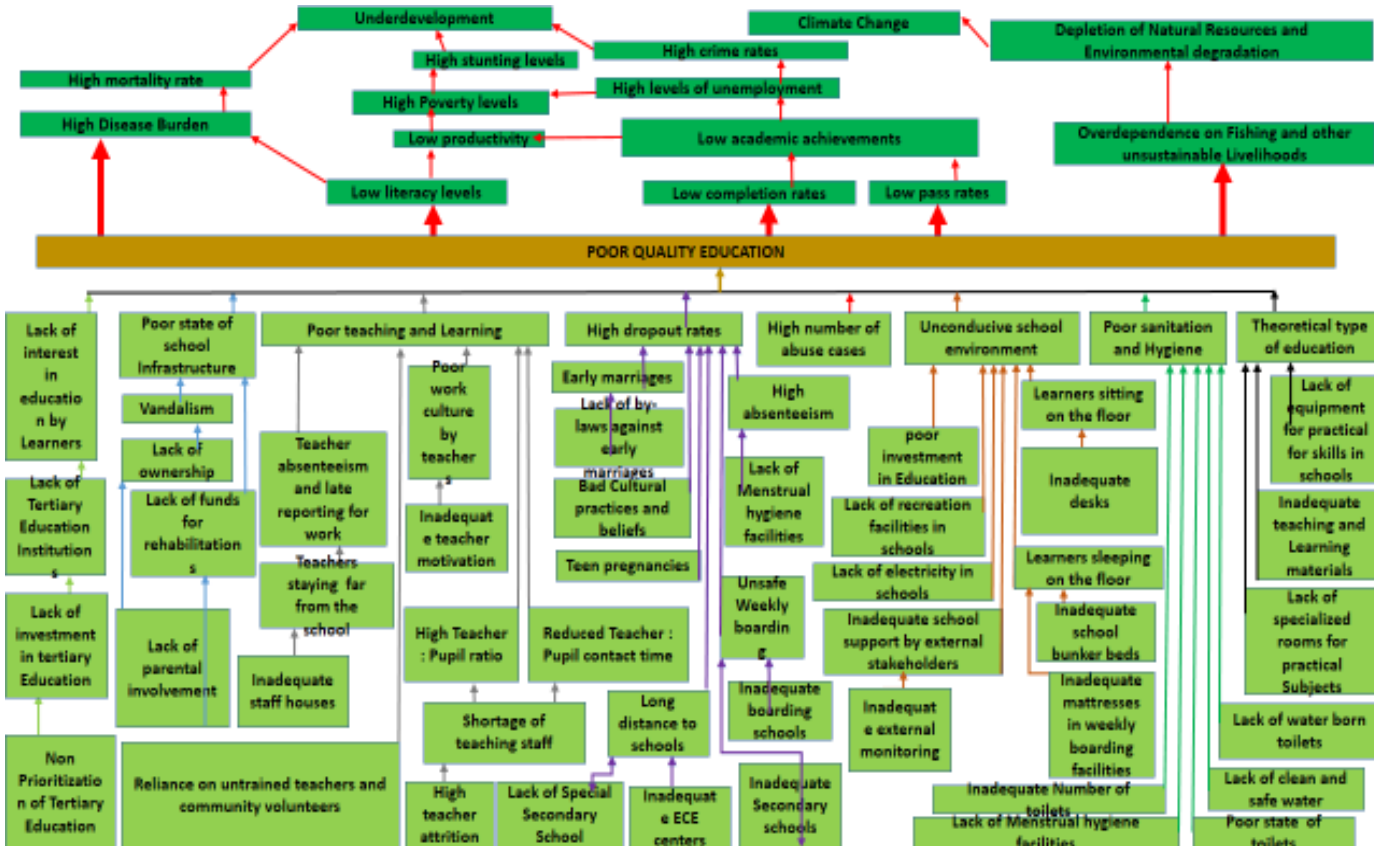 Underdevelopment
Climate Change
Depletion of Natural Resources and
Environmental degradation
High crime rates
High stunting levels
High mortality rate
High levels of unemployment
High Poverty levels
High Disease Burden
Low productivity
Low academic achievements
Overdependence on Fishing and other
unsustainable Livelihoods
Low literacy levels
Low completion rates
Low pass rates
POOR QUALITY EDUCATION
Lack of
interest
in
educatio
n by
Learners
Lack of
Tertiary
Education
Institution
s
Lack of
investment
in tertiary
Education
Non
Prioritizatio
n of Tertiary
Education
Poor state of
school
Infrastructure
Vandalism
Lack of
ownership
Lack of funds
for
rehabilitation
s
Lack of
parental
involvement
Poor teaching and Learning
Teacher
absenteeism
and late
reporting for
work
Teachers
staying far
from the
school
Inadequate
staff houses
Reliance on untrained teachers and
community volunteers
Poor
work
culture
by
teacher
s
Inadequat
e teacher
motivation
High Teacher
: Pupil ratio
Reduced Teacher :
Pupil contact time
Shortage of
teaching staff
High
teacher
attrition
High dropout rates
Early marriages
Lack of by-
laws against
early
marriages
Bad Cultural
practices and
beliefs
Teen pregnancies
High
absenteeism
Lack of
Menstrual
hygiene
facilities
Unsafe
Weekly
boardin
g
Inadequate
boarding
schools
Long
distance to
schools
Lack of Special
Secondary
School
Inadequat
e ECE
centers
Inadequate
Secondary
schools
High number of
abuse cases
Unconducive school
environment
poor
investment
in Education
Lack of recreation
facilities in
schools
Lack of electricity in
schools
Inadequate school
support by external
stakeholders
Inadequat
e external
monitoring
Learners sitting
on the floor
Inadequate
desks
Learners sleeping
on the floor
Inadequate
school
bunker beds
Inadequate
mattresses
in weekly
boarding
facilities
Poor sanitation
and Hygiene
Inadequate Number of
toilets
Lack of Menstrual hygiene
facilities
Lack of water born
toilets
Lack of clean and
safe water
Poor state of
toilets
Theoretical type
of education
Lack of
equipment
for practical
for skills in
schools
Inadequate
teaching and
Learning
materials
Lack of
specialized
rooms for
practical
Subjects